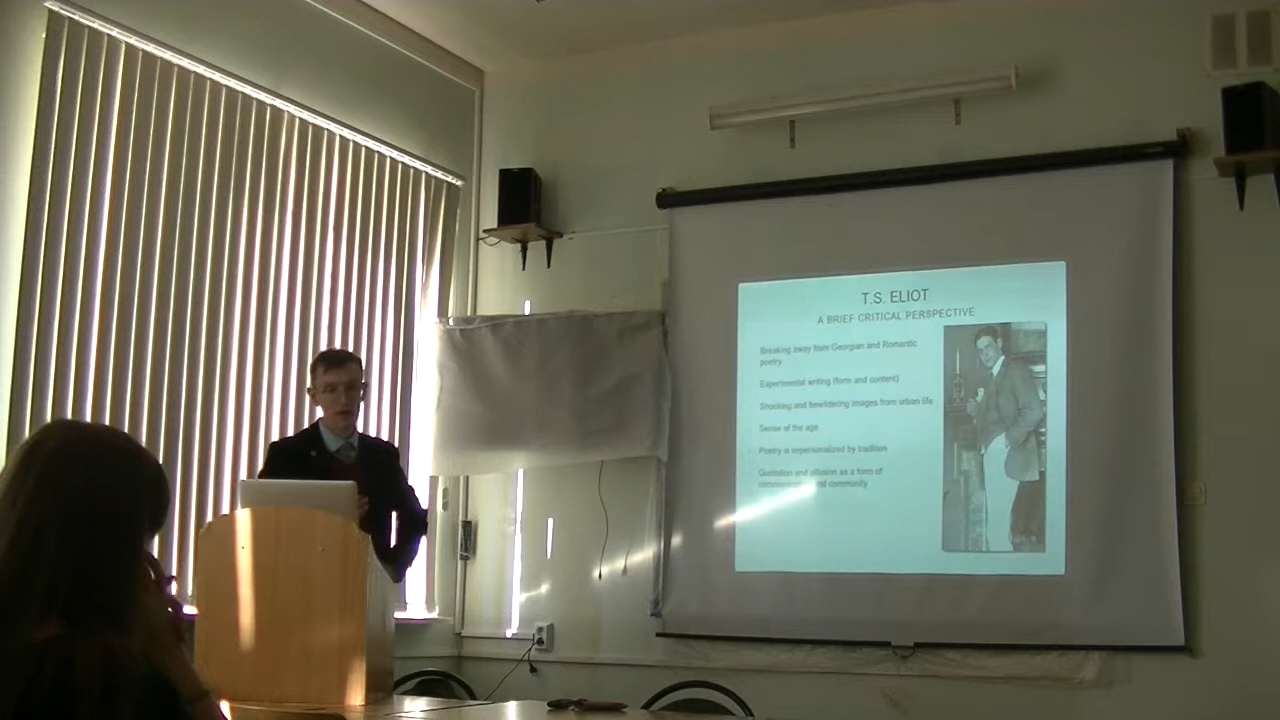 T.S. ELIOT
A BRIEF CRITICAL PERSPECTIVE
Breaking away from Georgian and Romantic
poetry
Experimental writing (form and content)
Shocking and bewildering images from urban life
Sense of the age
Poetry is impersonalized by tradition
Quotation and allusion as a form of
and community